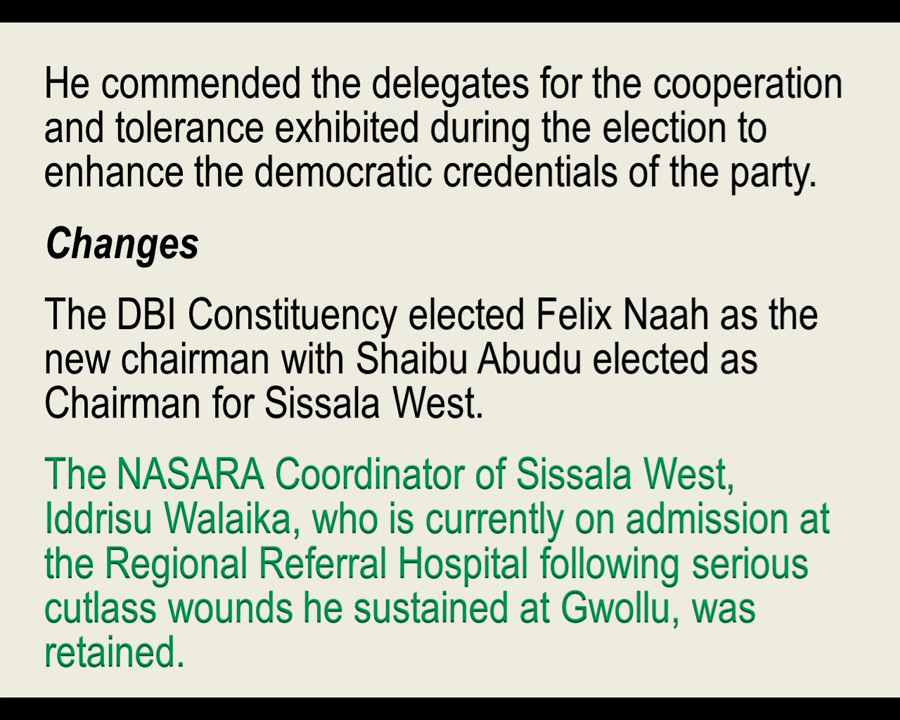 He commended the delegates for the cooperation
and tolerance exhibited during the election to
enhance the democratic credentials of the party.
Changes
The DBI Constituency elected Felix Naah as the
new chairman with Shaibu Abudu elected as
Chairman for Sissala West.
The NASARA Coordinator of Sissala West,
Iddrisu Walaika, who is currently on admission at
the Regional Referral Hospital following serious
cutlass wounds he sustained at Gwollu, was
retained.